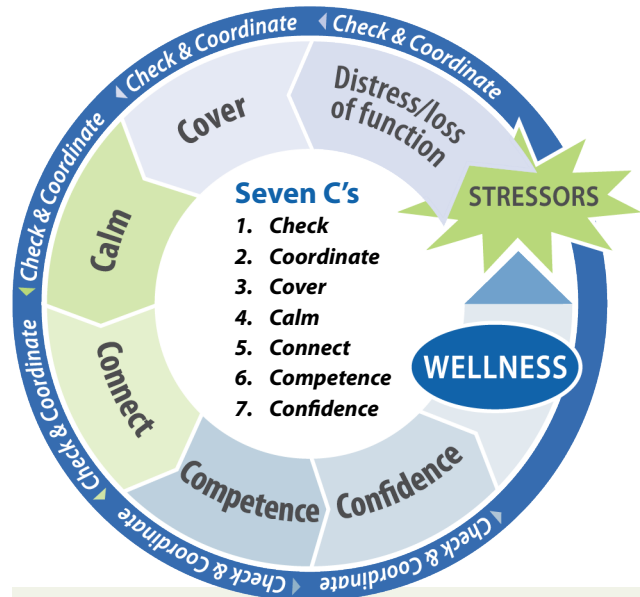 Check & Coordinate
Check & Coordinate
Check & Coordinate
Check & Coordinate
Check & Coordinate
Check & Coordinate
Check & Coordinate
Distress/loss
of function
Cover
Calm
Connect
Competence
Confidence
WELLNESS
STRESSORS
Seven C's
1. Check
2. Coordinate
3. Cover
4. Calm
5. Connect
6. Competence
7. Confidence